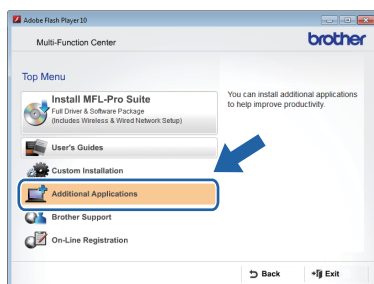 Adobe Flash Player 10
Multi-Function Center
brother
Top Menu
Install MFL-Pro Suite
Full Driver & Software Package
(Includes Wireless & Wired Network Setup)
User's Guides
Custom Installation
Additional Applications
Brother Support
On-Line Registration
You can install additional applications
to help improve productivity.
Back
Exit